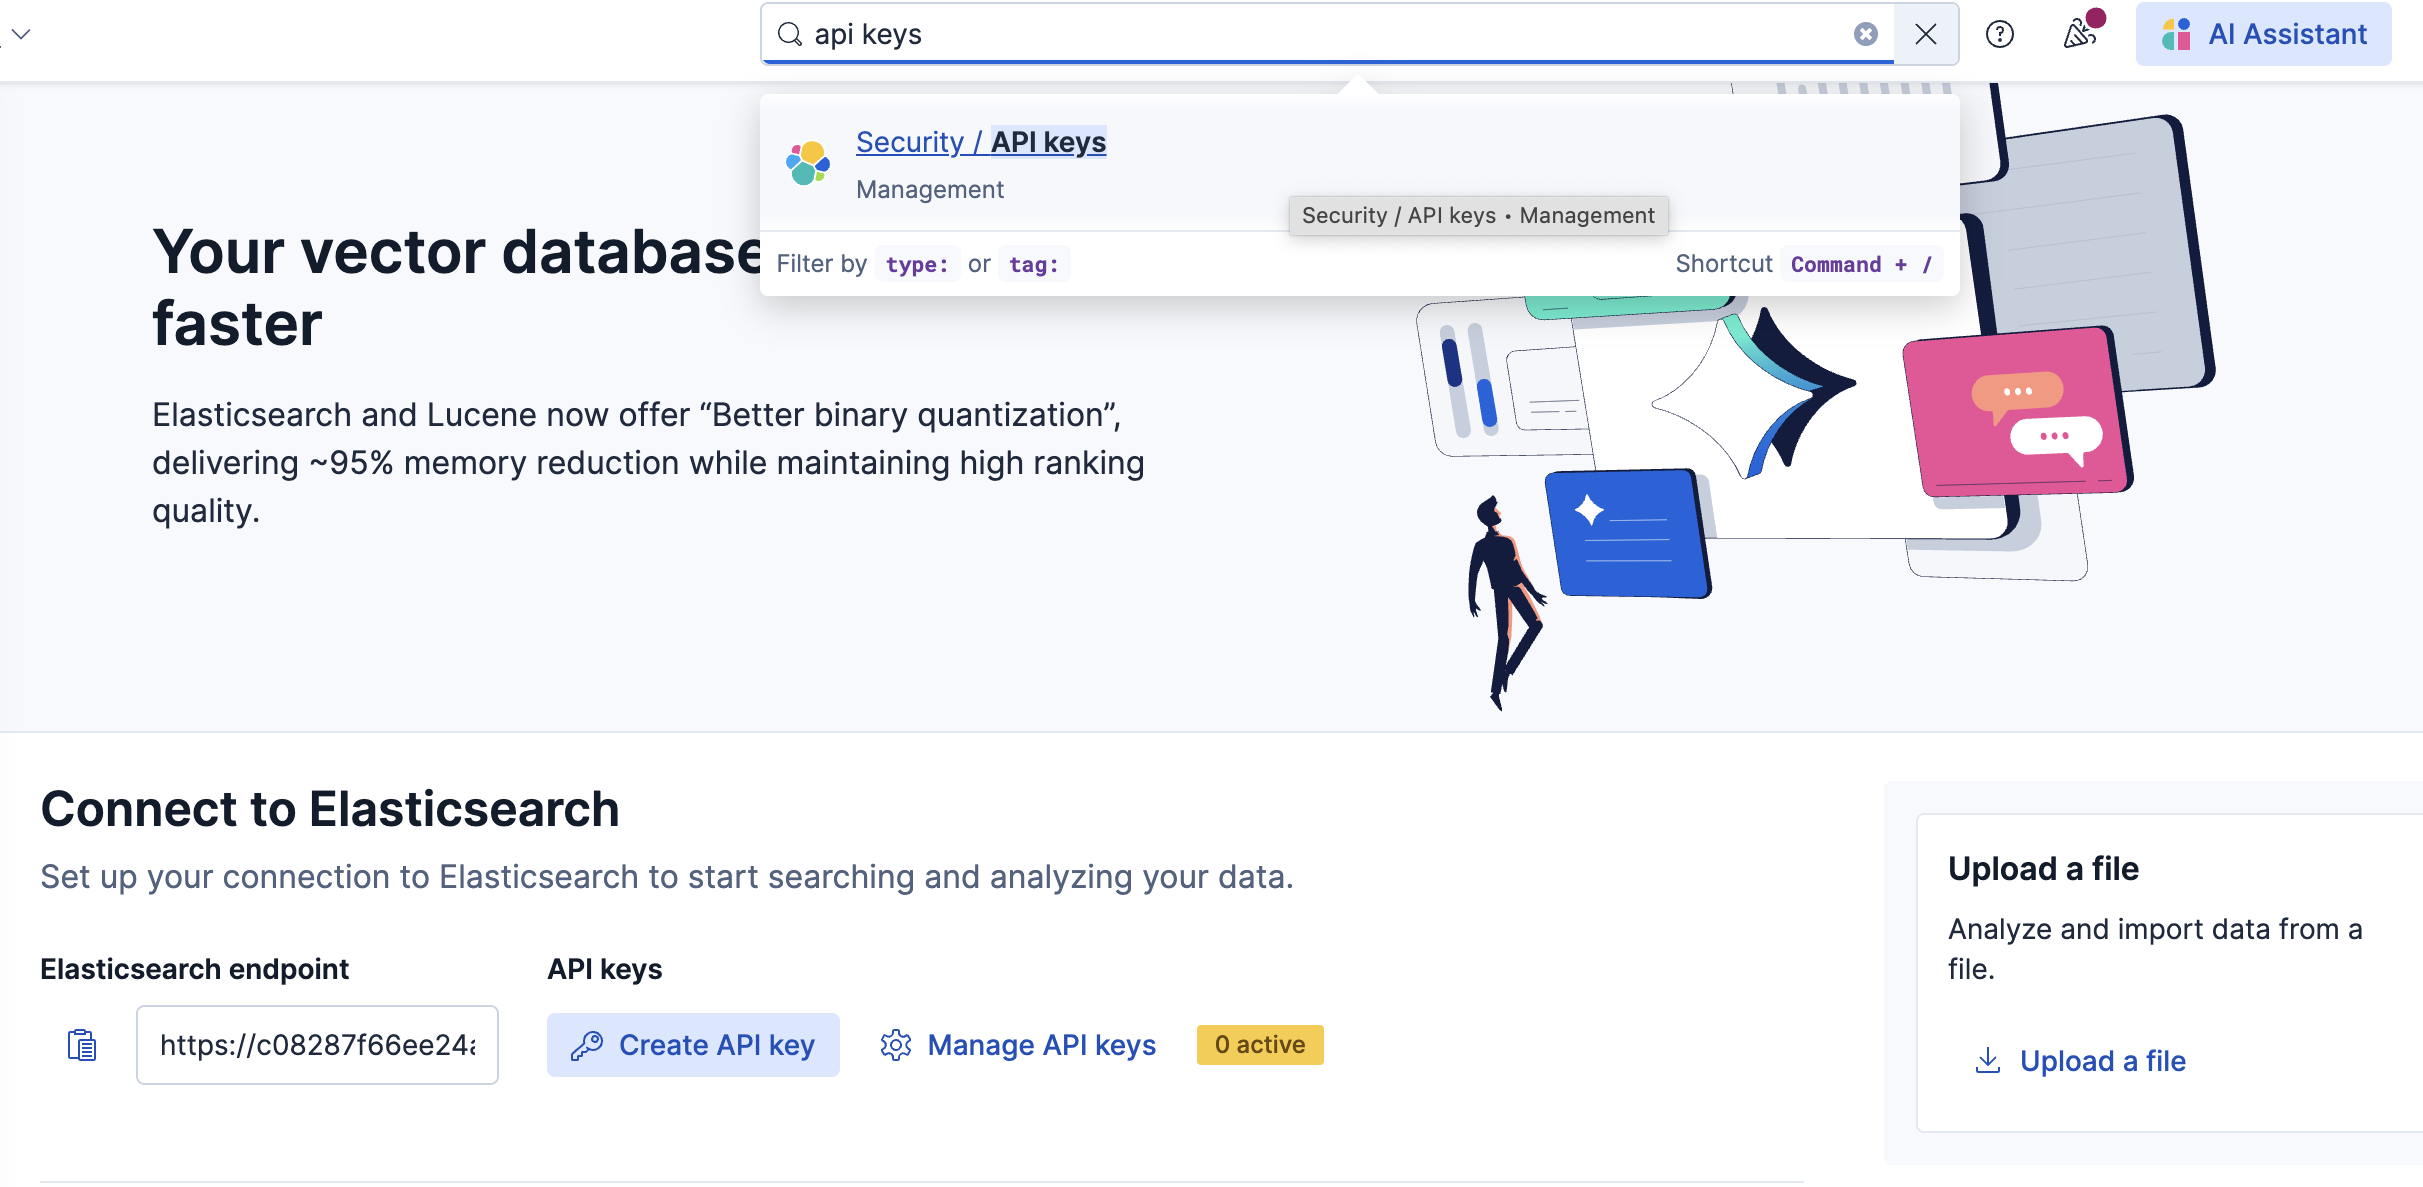 api keys
AI Assistant
Security / API keys
Management
Security / API keys • Management
Filter by type: or tag:
Shortcut Command + /
Your vector database
faster
Elasticsearch and Lucene now offer “Better binary quantization”,
delivering ~95% memory reduction while maintaining high ranking
quality.
Connect to Elasticsearch
Set up your connection to Elasticsearch to start searching and analyzing your data.
Elasticsearch endpoint
API keys
https://c08287f66ee24
Create API key
Manage API keys
0 active
Upload a file
Analyze and import data from a
file.
Upload a file